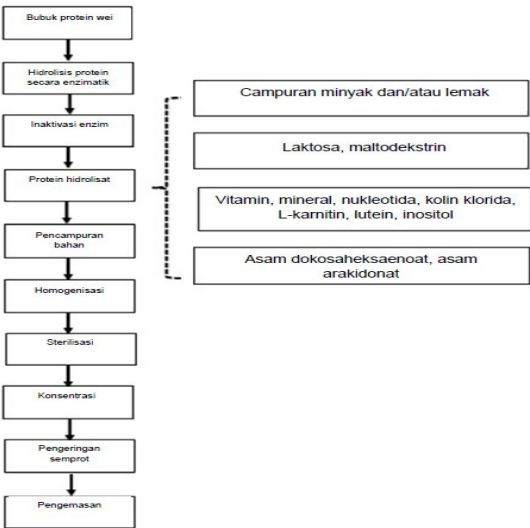 Bubuk protein wei
Hidrolisis protein
secara enzimatik
Inaktivasi enzim
Protein hidrolisat
Pencampuran
bahan
Homogenisasi
Sterilisasi
Konsentrasi
Pengeringan
semprot
Pengemasan
Campuran minyak dan/atau lemak
Laktosa, maltodekstrin
Vitamin, mineral, nukleotida, kolin klorida,
L-karnitin, lutein, inositol
Asam dokosaheksaenoat, asam
arakidonat